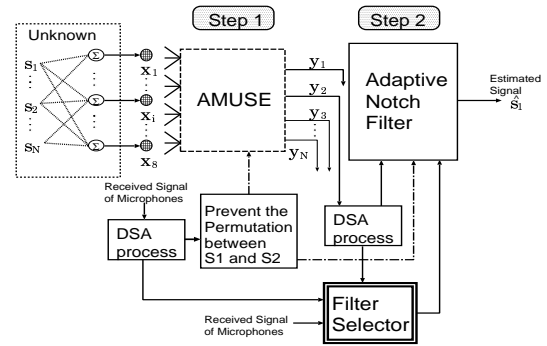 Step 1
Step 2
Unknown
s1
s2
sN
Σ
Σ
Σ
x1
xi
x8
AMUSE
y1
y2
y3
yN
Adaptive
Notch
Filter
Estimated
Signal
ŝ1
Received Signal
of Microphones
DSA
process
Prevent the
Permutation
between
S1 and S2
DSA
process
Received Signal
of Microphones
Filter
Selector